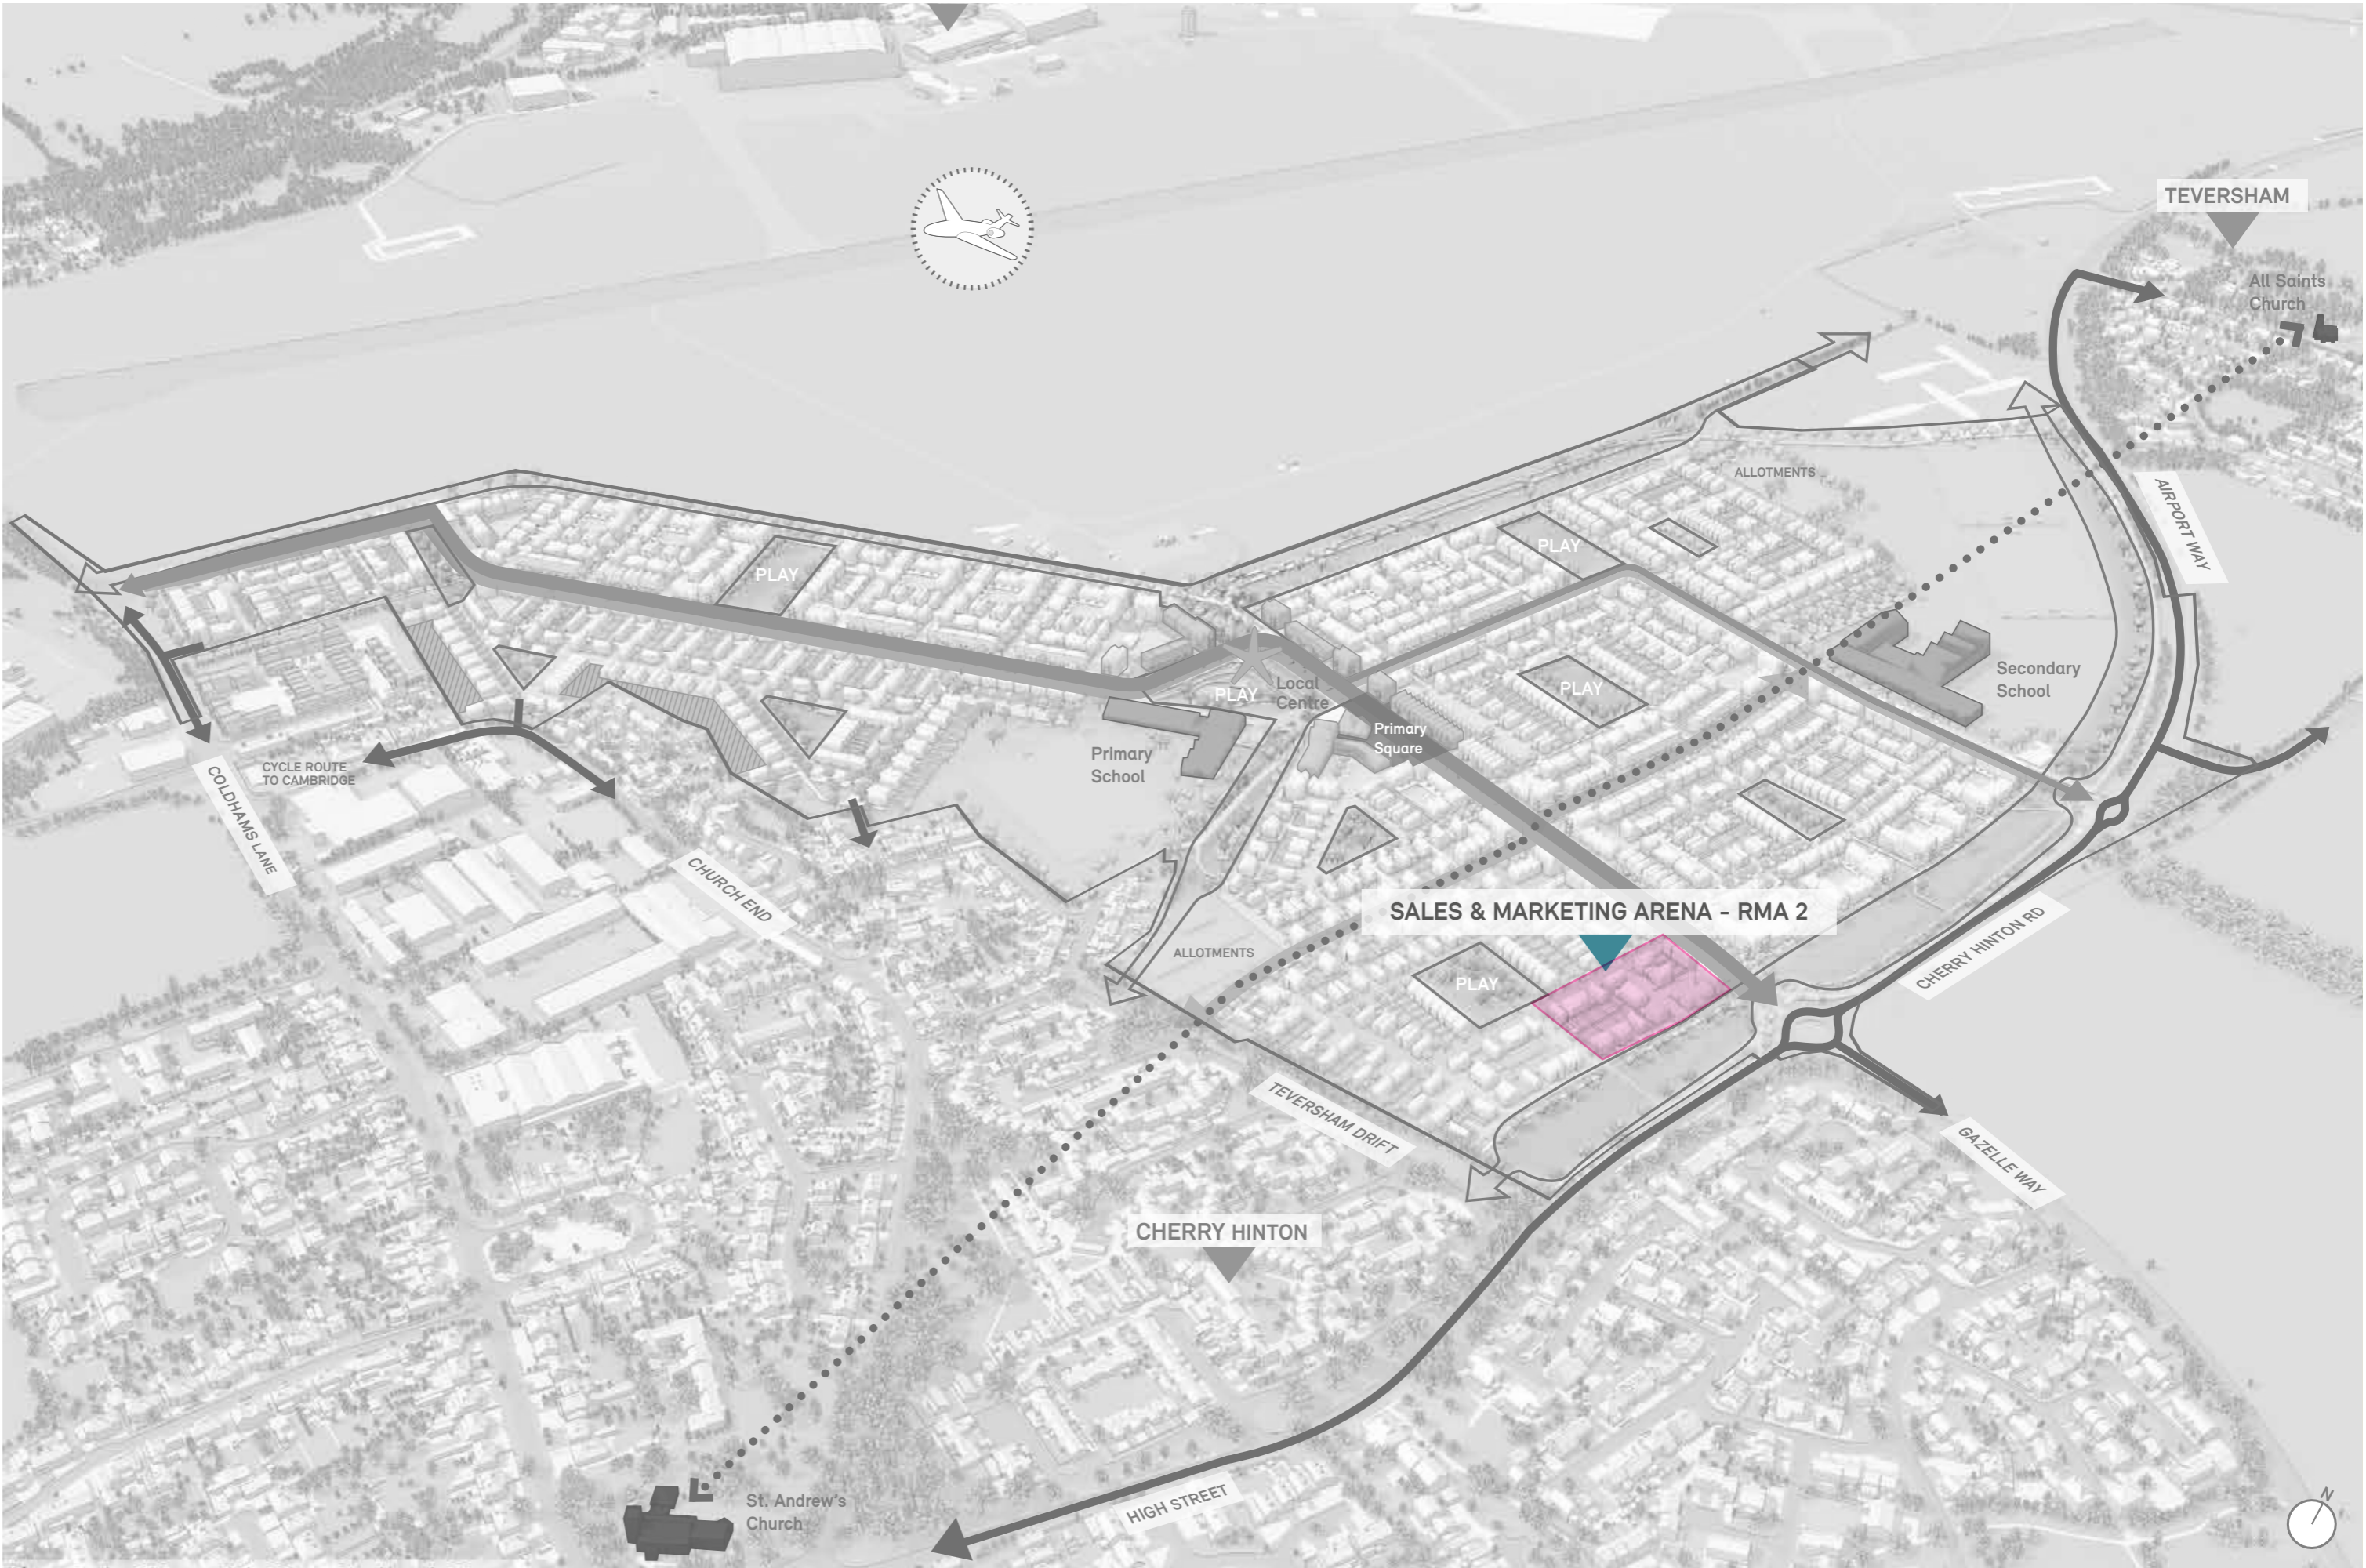 TEVERSHAM
All Saints
Church
ALLOTMENTS
AIRPORT WAY
PLAY
PLAY
Secondary
School
PLAY
Local
Centre
PLAY
Primary
Square
Primary
School
CYCLE ROUTE
TO CAMBRIDGE
COLDHAMS LANE
CHURCH END
SALES & MARKETING ARENA - RMA 2
ALLOTMENTS
PLAY
CHERRY HINTON RD
TEVERSHAM DRIFT
GAZELLE WAY
CHERRY HINTON
HIGH STREET
St. Andrew's
Church
N